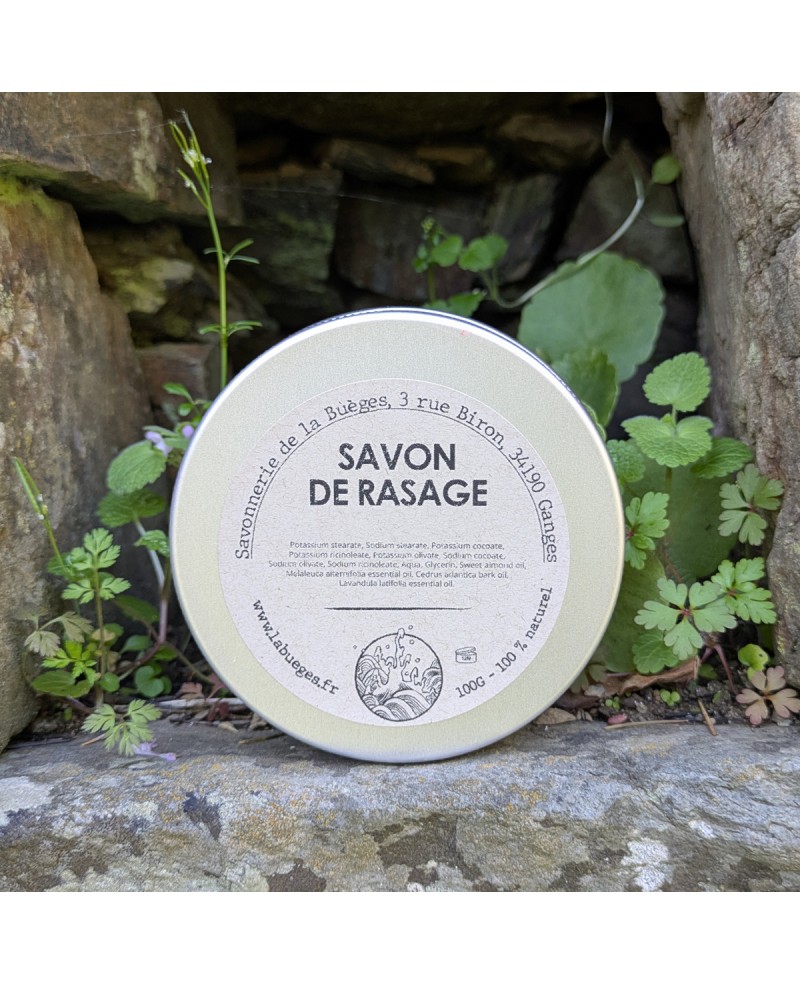 Savonnerie de la Buèges, 3 rue Biron, 34190 Ganges
SAVON
DE RASAGE
Potassium stearate, Sodium stearate, Potassium cocoate,
Potassium ricinoleate, Potassium olivate, Sodium cocoate,
Sodium olivate, Sodium ricinoleate, Aqua, Glycerin, Sweet almond oil,
Melaleuca alternifolia essential oil, Cedrus atlantica bark oil,
Lavandula latifolia essential oil.
www.labueges.fr
12M
100G - 100 % naturel